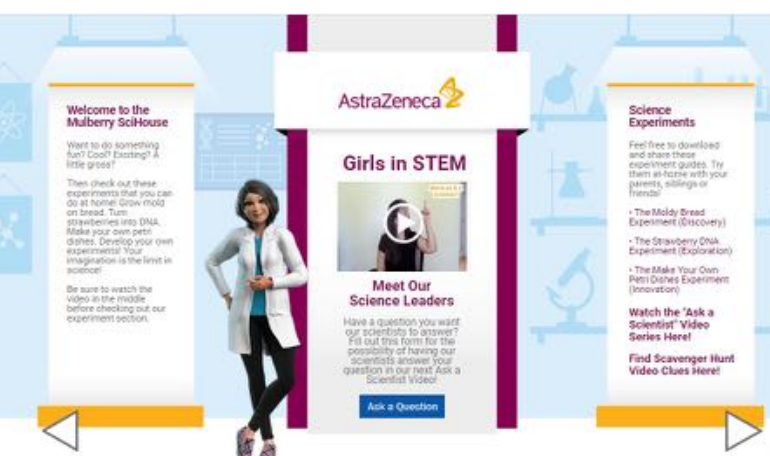 Welcome to the
Mulberry SciHouse
Want to do something
fun? Cool? Exciting? A
little gross?
Then check out these
experiments that you can
do at home! Grow mold
on bread. Turn
strawberries into DNA.
Make your own petri
dishes. Develop your own
experiments! Your
imagination is the limit in
science!
Be sure to watch the
video in the middle
before checking out our
experiment section.
AstraZeneca
Girls in STEM
Meet Our
Science Leaders
Have a question you want
our scientists to answer?
Fill out this form for the
possibility of having our
scientists answer your
question in our next Ask a
Scientist Video!
Ask a Question
Science
Experiments
Feel free to download
and share these
experiment guides. Try
them at-home with your
parents, siblings or
friends!
• The Moldy Bread
Experiment (Discovery)
• The Strawberry DNA
Experiment (Exploration)
• The Make Your Own
Petri Dishes Experiment
(Innovation)
Watch the "Ask a
Scientist" Video
Series Here!
Find Scavenger Hunt
Video Clues Here!